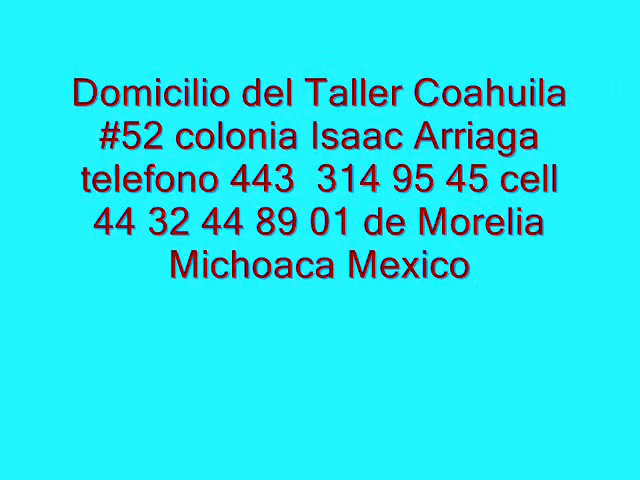 Domicilio del Taller Coahuila
#52 colonia Isaac Arriaga
telefono 443  314 95 45 cell
44 32 44 89 01 de Morelia
Michoaca Mexico